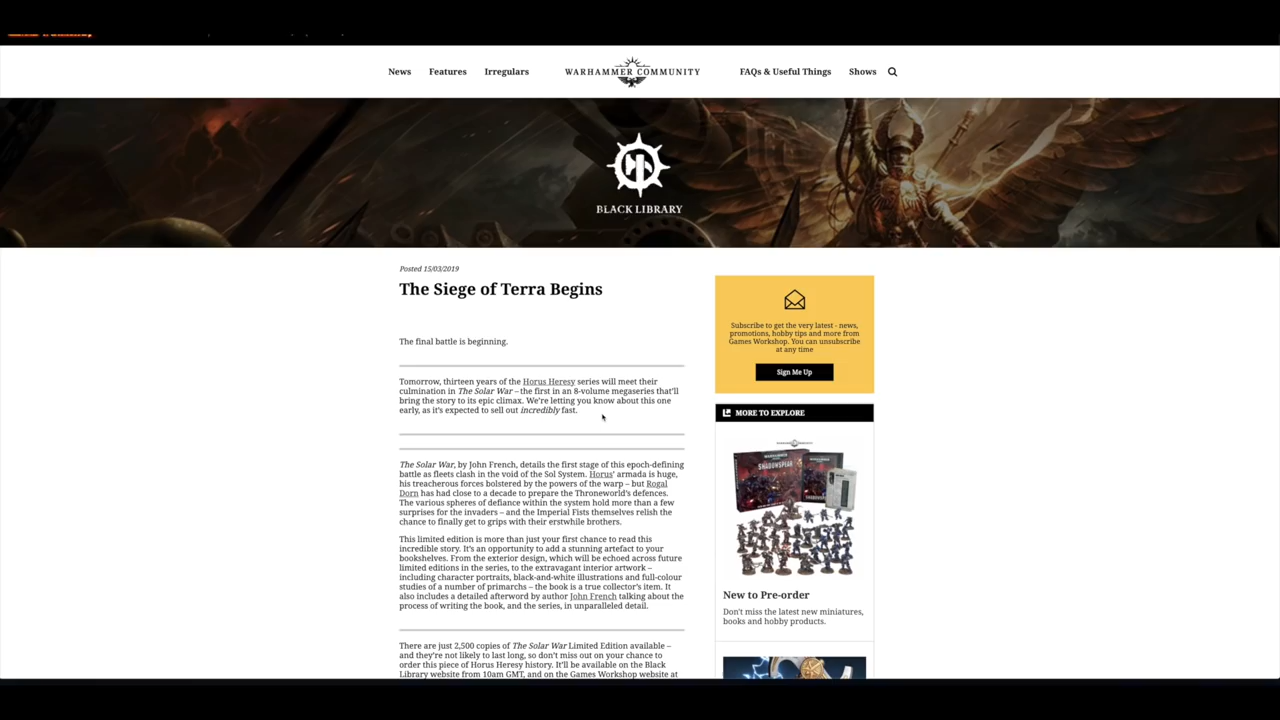 News Features Irregulars WARHAMMER COMMUNITY FAQs & Useful Things Shows
BLACK LIBRARY
Posted 15/03/2019
The Siege of Terra Begins
The final battle is beginning.
Tomorrow, thirteen years of the Horus Heresy series will meet their
culmination in The Solar War – the first in an 8-volume megaseries that'll
bring the story to its epic climax. We're letting you know about this one
early, as it's expected to sell out incredibly fast.
The Solar War, by John French, details the first stage of this epoch-defining
battle as fleets clash in the void of the Sol System. Horus' armada is huge,
his treacherous forces bolstered by the powers of the warp – but Rogal
Dorn has had close to a decade to prepare the Throneworld's defences.
The various spheres of defiance within the system hold more than a few
surprises for the invaders – and the Imperial Fists themselves relish the
chance to finally get to grips with their erstwhile brothers.
This limited edition is more than just your first chance to read this
incredible story. It's an opportunity to add a stunning artefact to your
bookshelves. From the exterior design, which will be echoed across future
limited editions in the series, to the extravagant interior artwork –
including character portraits, black-and-white illustrations and full-colour
studies of a number of primarchs – the book is a true collector's item. It
also includes a detailed afterword by author John French talking about the
process of writing the book, and the series, in unparalleled detail.
There are just 2,500 copies of The Solar War Limited Edition available –
and they're not likely to last long, so don't miss out on your chance to
order this piece of Horus Heresy history. It'll be available on the Black
Library website from 10am GMT, and on the Games Workshop website at
Subscribe to get the very latest - news,
promotions, hobby tips and more from
Games Workshop. You can unsubscribe
at any time
Sign Me Up
MORE TO EXPLORE
SHADOWSPEAR
New to Pre-order
Don't miss the latest new miniatures,
books and hobby products.